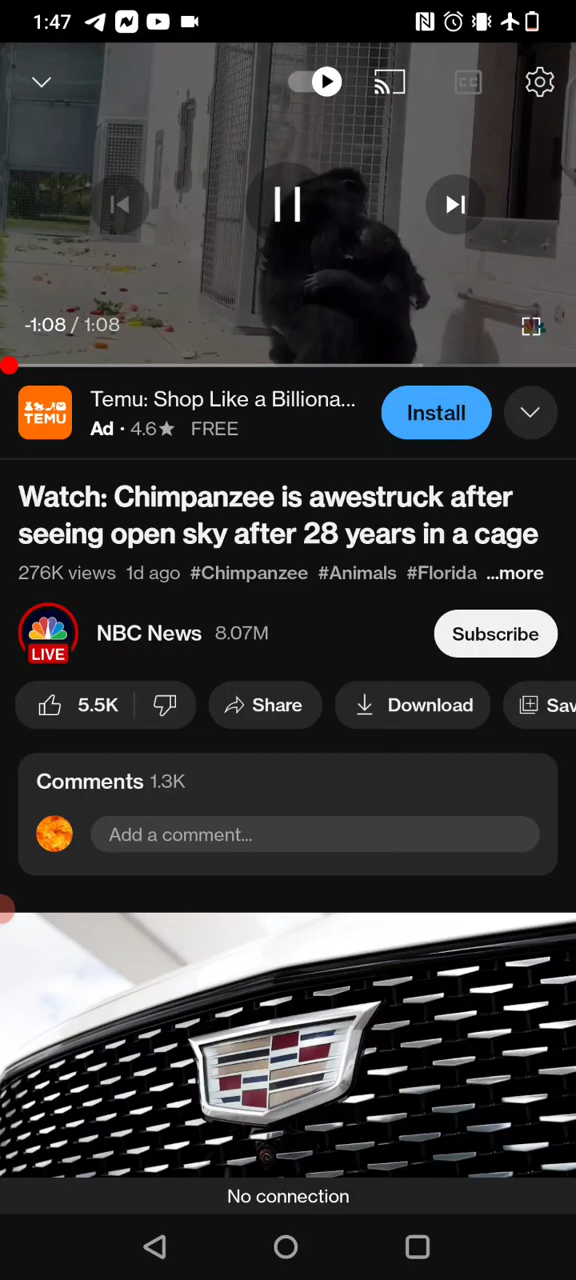 1:47
CC
-1:08 / 1:08
TEMU
Temu: Shop Like a Billiona...
Ad • 4.6★ FREE
Install
Watch: Chimpanzee is awestruck after
seeing open sky after 28 years in a cage
276K views 1d ago #Chimpanzee #Animals #Florida ...more
LIVE
NBC News 8.07M
Subscribe
5.5K
Share
Download
Sav
Comments 1.3K
Add a comment...
No connection